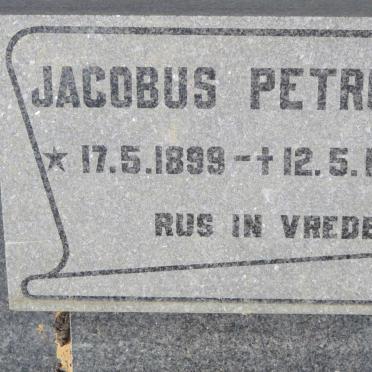 JACOBUS PETR
★ 17.5.1899 - † 12.5.
RUS IN VREDE